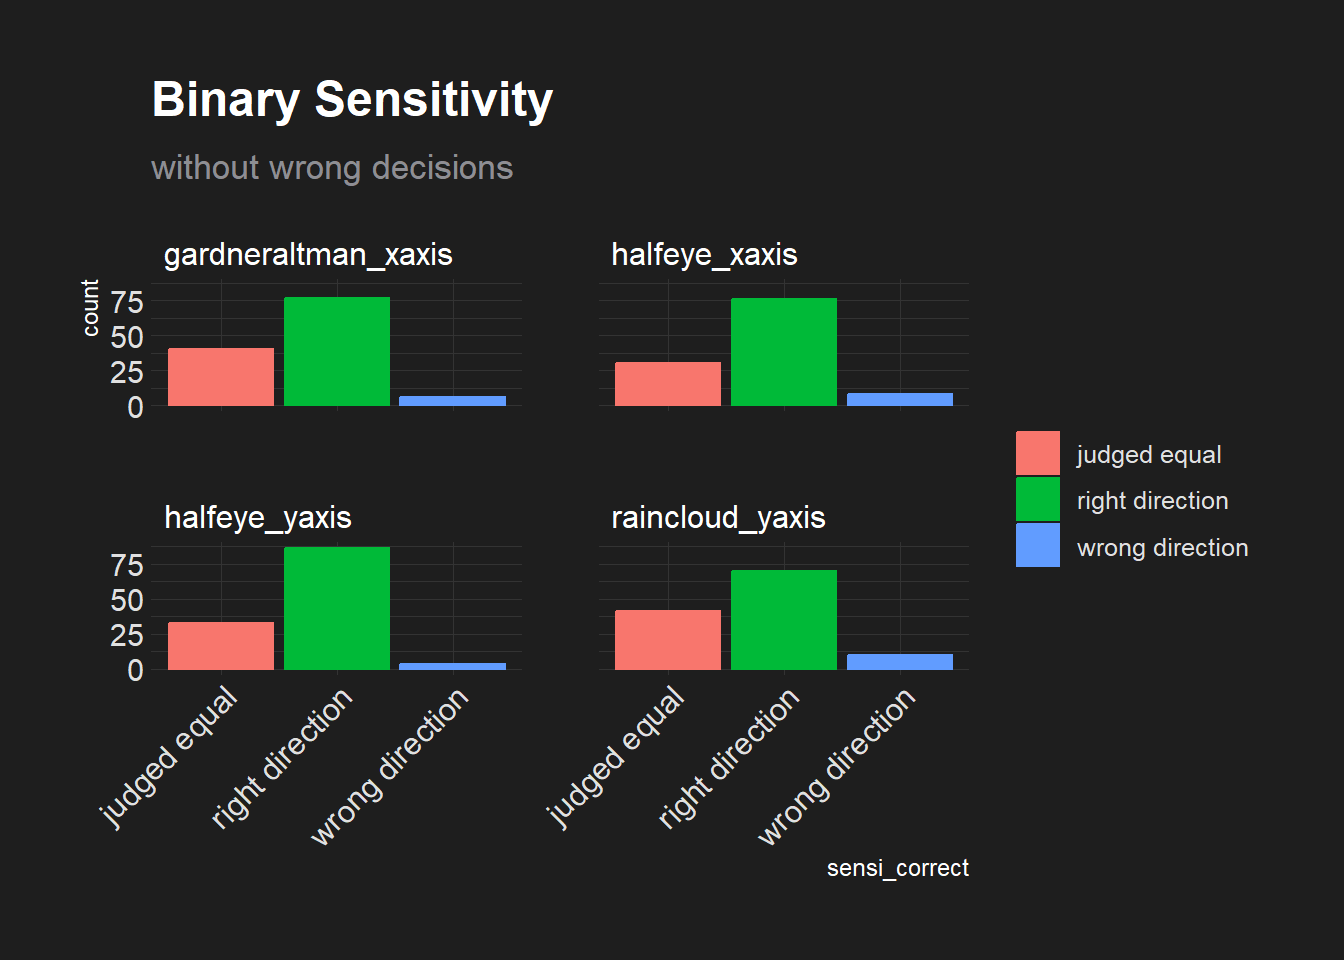 Binary Sensitivity
without wrong decisions
gardneraltman_xaxis
halfeye_xaxis
count
75
50
25
0
judged equal
right direction
wrong direction
halfeye_yaxis
raincloud_yaxis
75
50
25
0
judged equal
right direction
wrong direction
judged equal
right direction
wrong direction
sensi_correct